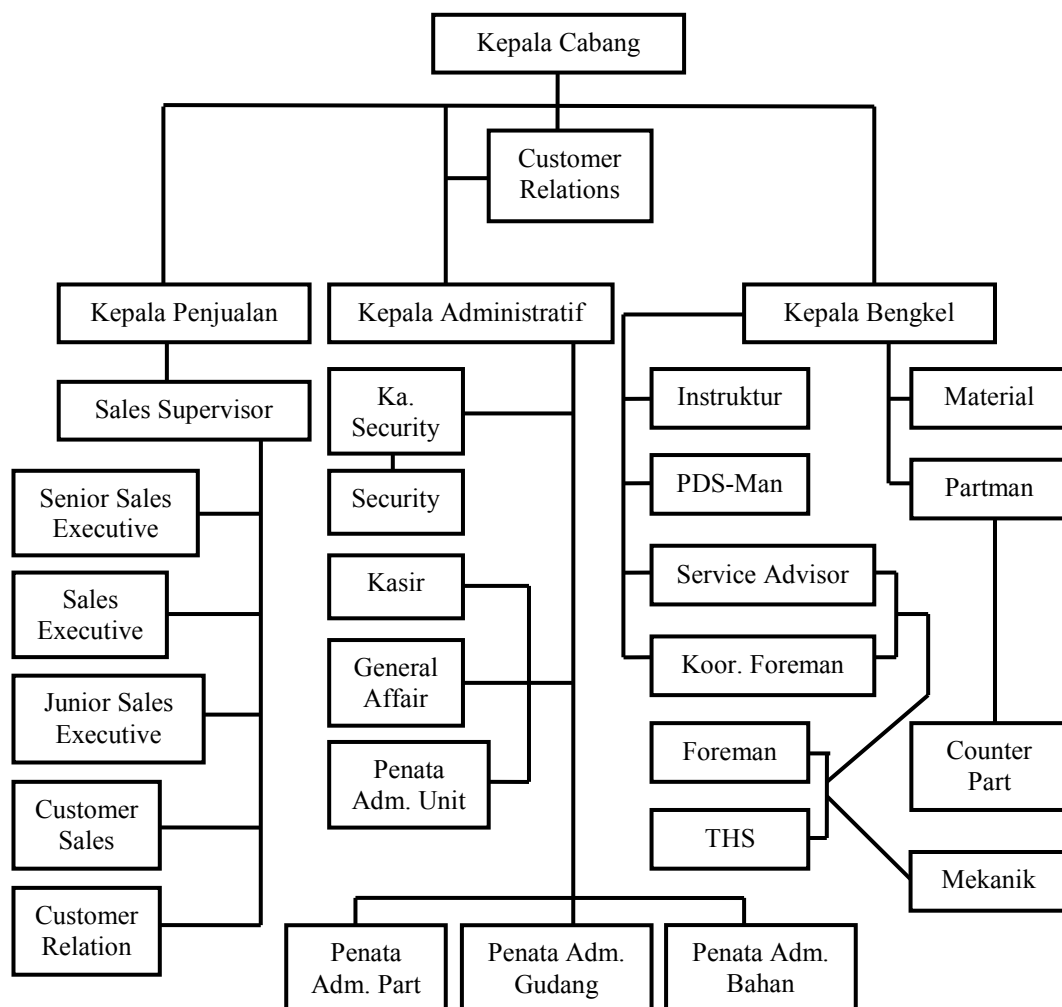 Kepala Cabang
Customer
Relations
Kepala Penjualan
Kepala Administratif
Kepala Bengkel
Sales Supervisor
Senior Sales
Executive
Sales
Executive
Junior Sales
Executive
Customer
Sales
Customer
Relation
Ka.
Security
Security
Kasir
General
Affair
Penata
Adm. Unit
Penata
Adm. Part
Penata Adm.
Gudang
Penata Adm.
Bahan
Instruktur
PDS-Man
Service Advisor
Koor. Foreman
Foreman
THS
Material
Partman
Counter
Part
Mekanik